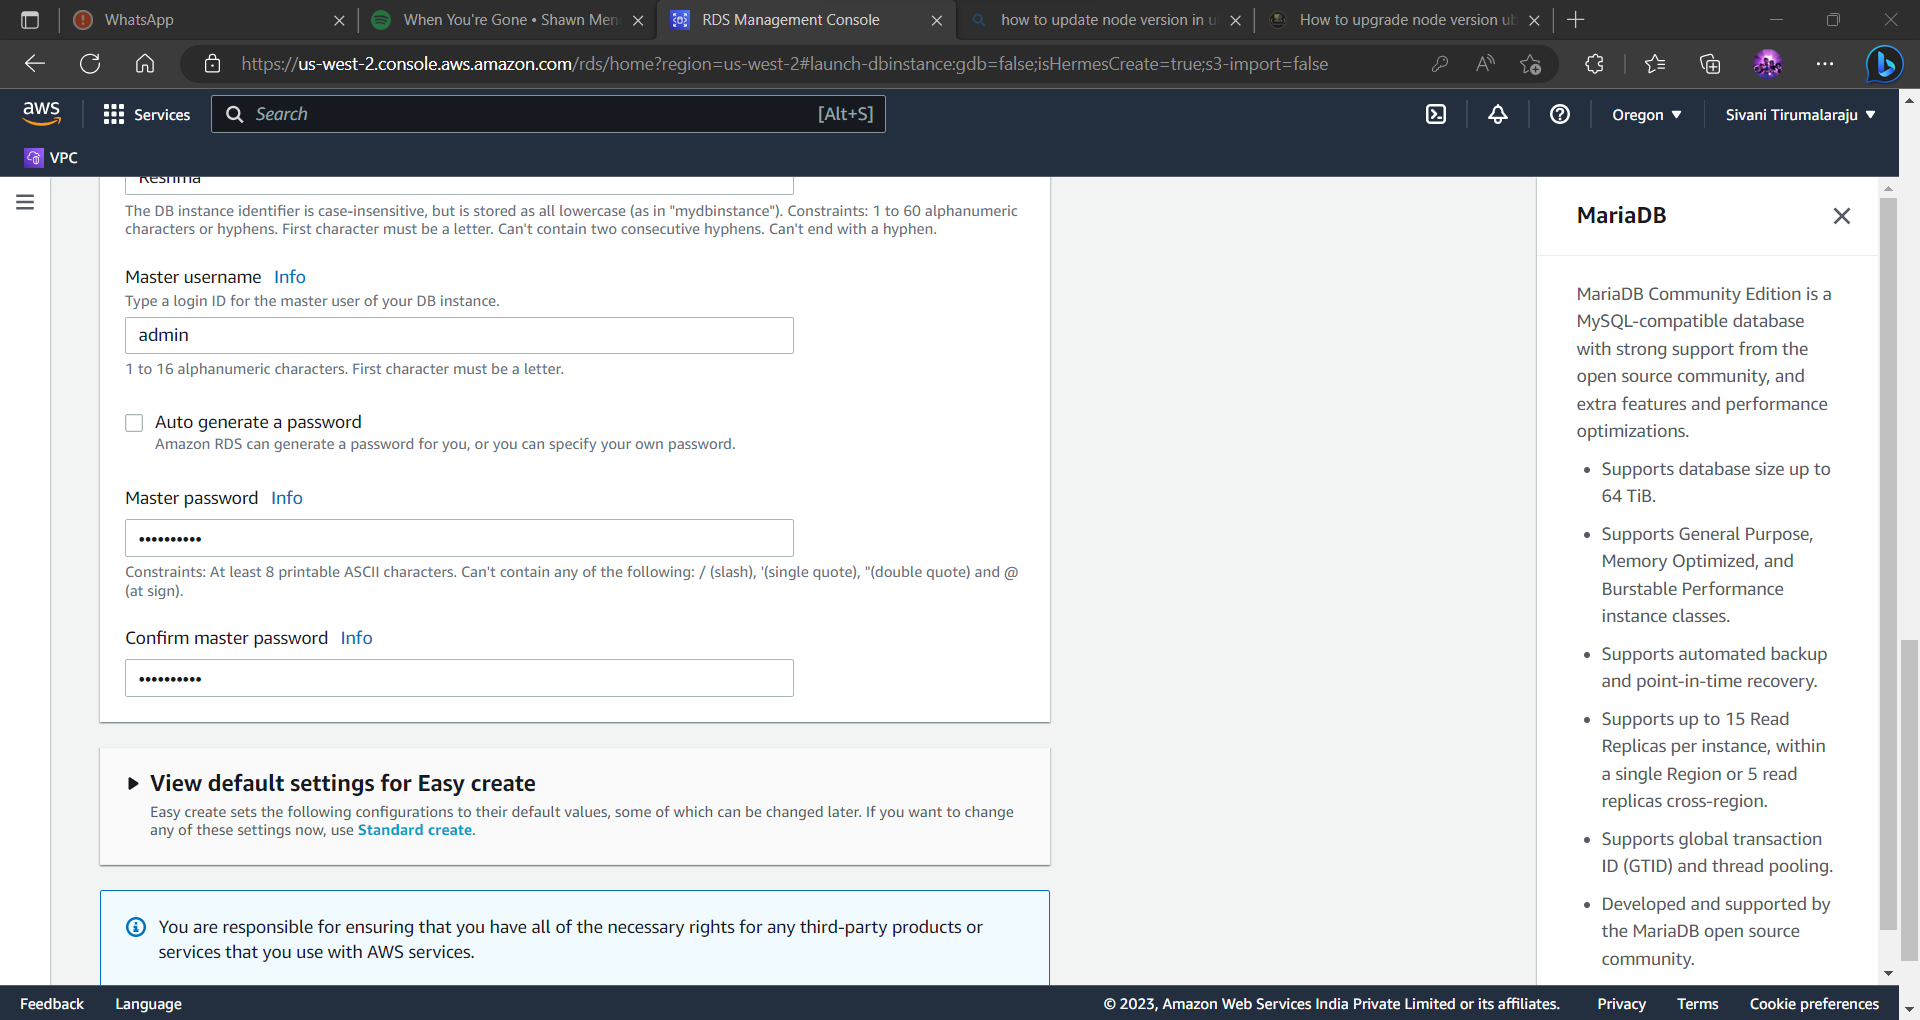 WhatsApp
When You're Gone • Shawn Men
RDS Management Console
how to update node version in u
How to upgrade node version ub
https://us-west-2.console.aws.amazon.com/rds/home?region=us-west-2#launch-dbinstance:gdb=false;isHermesCreate=true;s3-import=false
aws
Services
Search
[Alt+S]
Oregon
Sivani Tirumalaraju
VPC
Reshma
The DB instance identifier is case-insensitive, but is stored as all lowercase (as in "mydbinstance"). Constraints: 1 to 60 alphanumeric
characters or hyphens. First character must be a letter. Can't contain two consecutive hyphens. Can't end with a hyphen.
Master username Info
Type a login ID for the master user of your DB instance.
admin
1 to 16 alphanumeric characters. First character must be a letter.
Auto generate a password
Amazon RDS can generate a password for you, or you can specify your own password.
Master password Info
••••••••••
Constraints: At least 8 printable ASCII characters. Can't contain any of the following: / (slash), '(single quote), "(double quote) and @
(at sign).
Confirm master password Info
••••••••••
View default settings for Easy create
Easy create sets the following configurations to their default values, some of which can be changed later. If you want to change
any of these settings now, use Standard create.
You are responsible for ensuring that you have all of the necessary rights for any third-party products or
services that you use with AWS services.
MariaDB
MariaDB Community Edition is a
MySQL-compatible database
with strong support from the
open source community, and
extra features and performance
optimizations.
• Supports database size up to
64 TiB.
• Supports General Purpose,
Memory Optimized, and
Burstable Performance
instance classes.
• Supports automated backup
and point-in-time recovery.
• Supports up to 15 Read
Replicas per instance, within
a single Region or 5 read
replicas cross-region.
• Supports global transaction
ID (GTID) and thread pooling.
• Developed and supported by
the MariaDB open source
community.
Feedback
Language
© 2023, Amazon Web Services India Private Limited or its affiliates.
Privacy
Terms
Cookie preferences